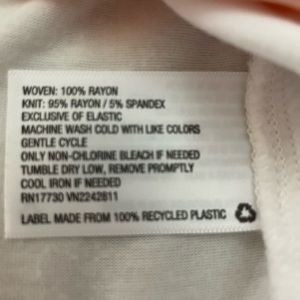 WOVEN: 100% RAYON
KNIT: 95% RAYON / 5% SPANDEX
EXCLUSIVE OF ELASTIC
MACHINE WASH COLD WITH LIKE COLORS
GENTLE CYCLE
ONLY NON-CHLORINE BLEACH IF NEEDED
TUMBLE DRY LOW, REMOVE PROMPTLY
COOL IRON IF NEEDED
RN17730 VN2242811
LABEL MADE FROM 100% RECYCLED PLASTIC